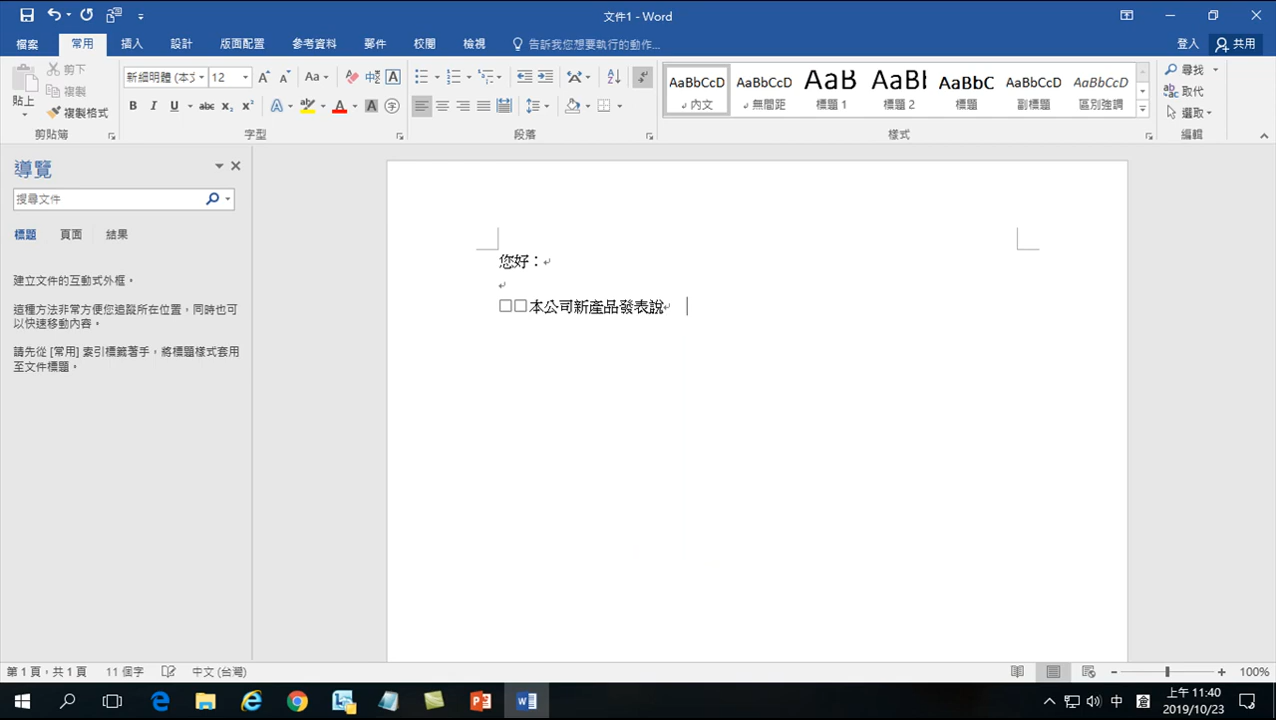 文件1 - Word
檔案 常用 插入 設計 版面配置 參考資料 郵件 校閱 檢視 告訴我您想要執行的動作... 登入 共用
貼上 剪下 複製 複製格式
新細明體 (本文 12 Aa
B I U abc x₂ x² A A A 字
AaBbCcD AaBbCcD AaBb AaBb AaBbC AaBbCcD AaBbCcD
內文 無間距 標題 1 標題 2 標題 副標題 區別強調
尋找
取代
選取
剪貼簿 字型 段落 樣式 編輯
導覽
搜尋文件
標題 頁面 結果
建立文件的互動式外框。
這種方法非常方便您追蹤所在位置,同時也可
以快速移動內容。
請先從 [常用] 索引標籤著手,將標題樣式套用
至文件標題。
您好:
□□本公司新產品發表說
第 1 頁,共 1 頁 11 個字 中文 (台灣) 100%
中 倉 上午 11:40
2019/10/23